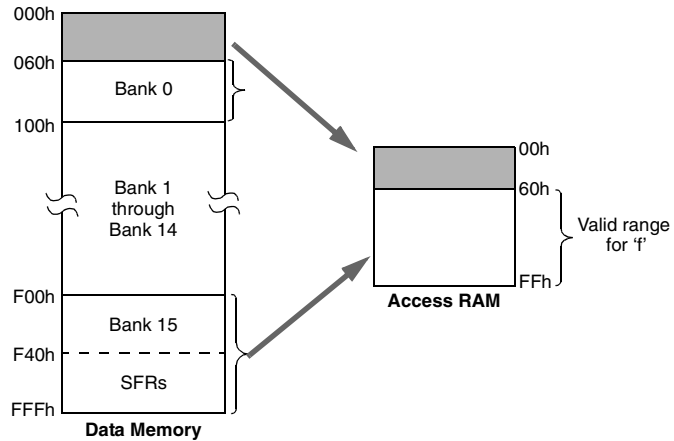 000h
060h
Bank 0
100h
Bank 1
through
Bank 14
F00h
Bank 15
F40h
SFRs
FFFh
Data Memory
00h
60h
Valid range
for ‘f’
FFh
Access RAM